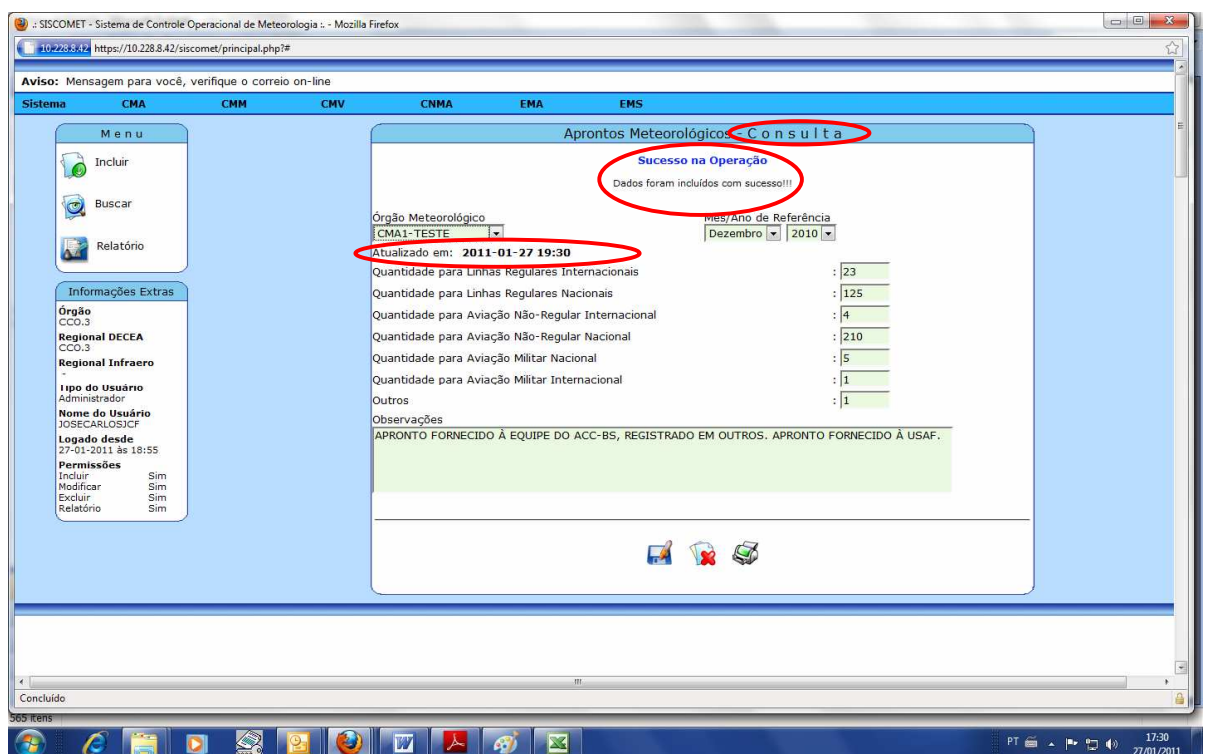 .: SISCOMET - Sistema de Controle Operacional de Meteorologia :. - Mozilla Firefox
10.228.8.42 https://10.228.8.42/siscomet/principal.php?#
Aviso: Mensagem para você, verifique o correio on-line
Sistema CMA CMM CMV CNMA EMA EMS
Menu
Incluir
Buscar
Relatório
Informações Extras
Órgão
CCO.3
Regional DECEA
CCO.3
Regional Infraero
-
Tipo do Usuário
Administrador
Nome do Usuário
JOSECARLOSJCF
Logado desde
27-01-2011 às 18:55
Permissões
Incluir Sim
Modificar Sim
Excluir Sim
Relatório Sim
Aprontos Meteorológicos - Consulta
Sucesso na Operação
Dados foram incluídos com sucesso!!!
Órgão Meteorológico Mês/Ano de Referência
CMA1-TESTE Dezembro 2010
Atualizado em: 2011-01-27 19:30
Quantidade para Linhas Regulares Internacionais : 23
Quantidade para Linhas Regulares Nacionais : 125
Quantidade para Aviação Não-Regular Internacional : 4
Quantidade para Aviação Não-Regular Nacional : 210
Quantidade para Aviação Militar Nacional : 5
Quantidade para Aviação Militar Internacional : 1
Outros : 1
Observações
APRONTO FORNECIDO À EQUIPE DO ACC-BS, REGISTRADO EM OUTROS. APRONTO FORNECIDO À USAF.
Concluído
565 itens
PT 17:30
27/01/2011